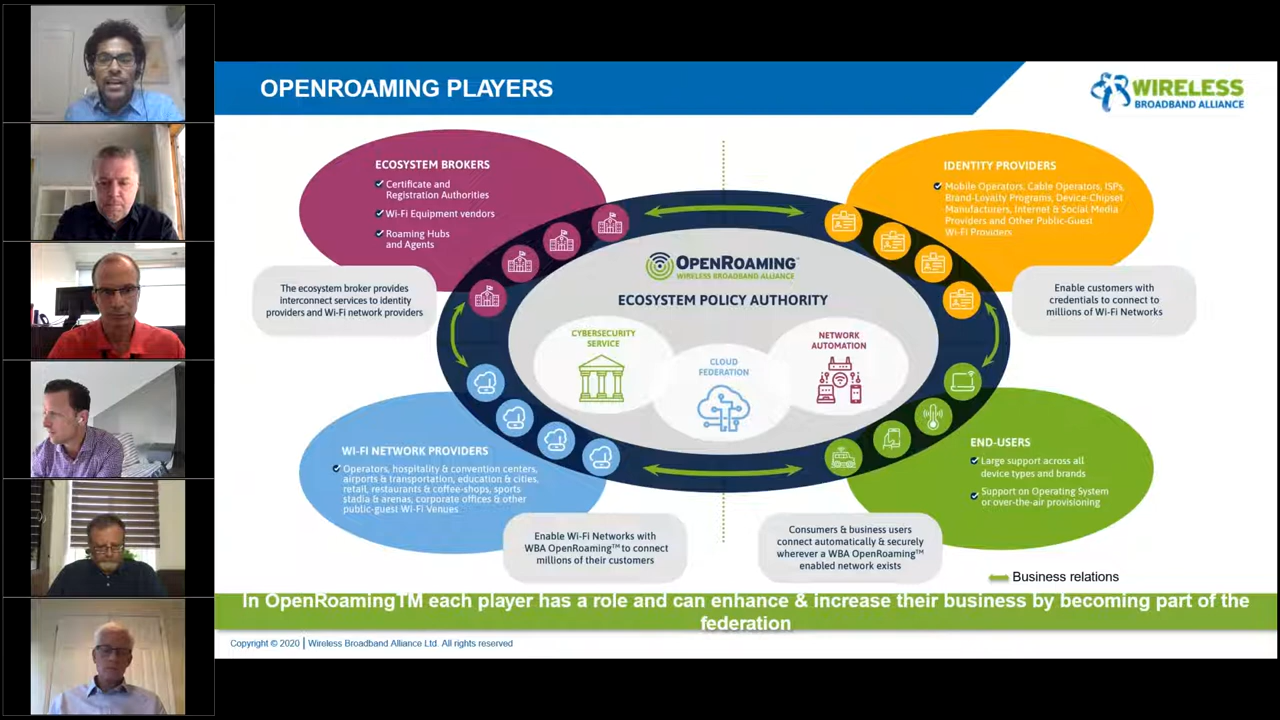 OPENROAMING PLAYERS
WIRELESS
BROADBAND ALLIANCE
ECOSYSTEM BROKERS
Certificate and
Registration Authorities
Wi-Fi Equipment vendors
Roaming Hubs
and Agents
The ecosystem broker provides
interconnect services to identity
providers and Wi-Fi network providers
IDENTITY PROVIDERS
Mobile Operators, Cable Operators, ISPs,
Brand-Loyalty Programs, Device-Chipset
Manufacturers, Internet & Social Media
Providers and Other Public-Guest
Wi-Fi Providers
Enable customers with
credentials to connect to
millions of Wi-Fi Networks
OPENROAMING™
WIRELESS BROADBAND ALLIANCE
ECOSYSTEM POLICY AUTHORITY
CYBERSECURITY
SERVICE
CLOUD
FEDERATION
NETWORK
AUTOMATION
WI-FI NETWORK PROVIDERS
Operators, hospitality & convention centers,
airports & transportation, education & cities,
retail, restaurants & coffee-shops, sports
stadia & arenas, corporate offices & other
public-guest Wi-Fi Venues
Enable Wi-Fi Networks with
WBA OpenRoaming™ to connect
millions of their customers
END-USERS
Large support across all
device types and brands
Support on Operating System
or over-the-air provisioning
Consumers & business users
connect automatically & securely
wherever a WBA OpenRoaming™
enabled network exists
Business relations
In OpenRoamingTM each player has a role and can enhance & increase their business by becoming part of the
federation
Copyright © 2020 | Wireless Broadband Alliance Ltd. All rights reserved